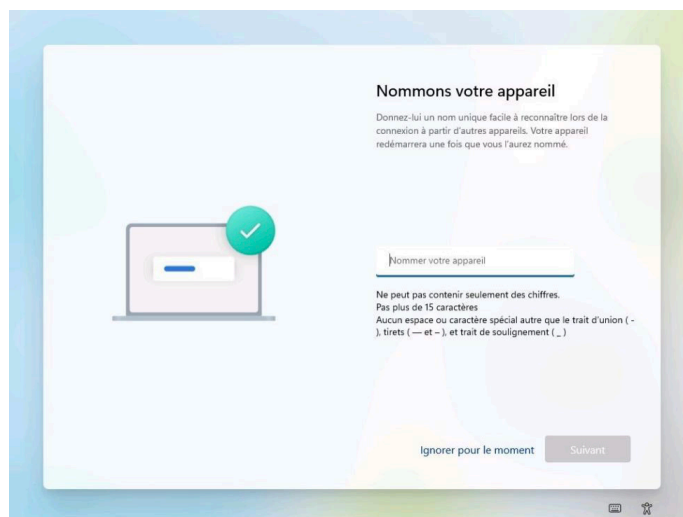 Nommons votre appareil
Donnez-lui un nom unique facile à reconnaître lors de la
connexion à partir d'autres appareils. Votre appareil
redémarrera une fois que vous l'aurez nommé.
Nommer votre appareil
Ne peut pas contenir seulement des chiffres.
Pas plus de 15 caractères
Aucun espace ou caractère spécial autre que le trait d'union ( -
), tirets ( — et – ), et trait de soulignement ( _ )
Ignorer pour le moment
Suivant